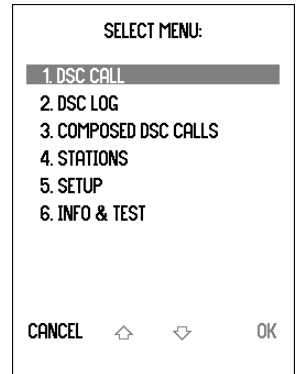 SELECT MENU:
1. DSC CALL
2. DSC LOG
3. COMPOSED DSC CALLS
4. STATIONS
5. SETUP
6. INFO & TEST
CANCEL OK